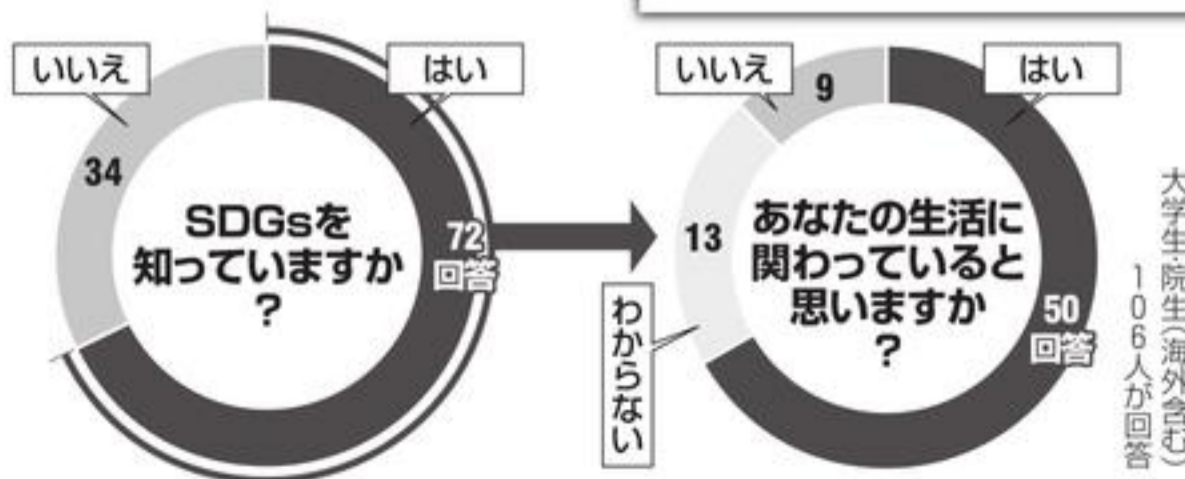 いいえ
はい
34
SDGsを
知っていますか
?
72
回答
いいえ
9
はい
13
あなたの生活に
関わっていると
思いますか
?
わからない
50
回答
大学生・院生(海外含む)
106人が回答